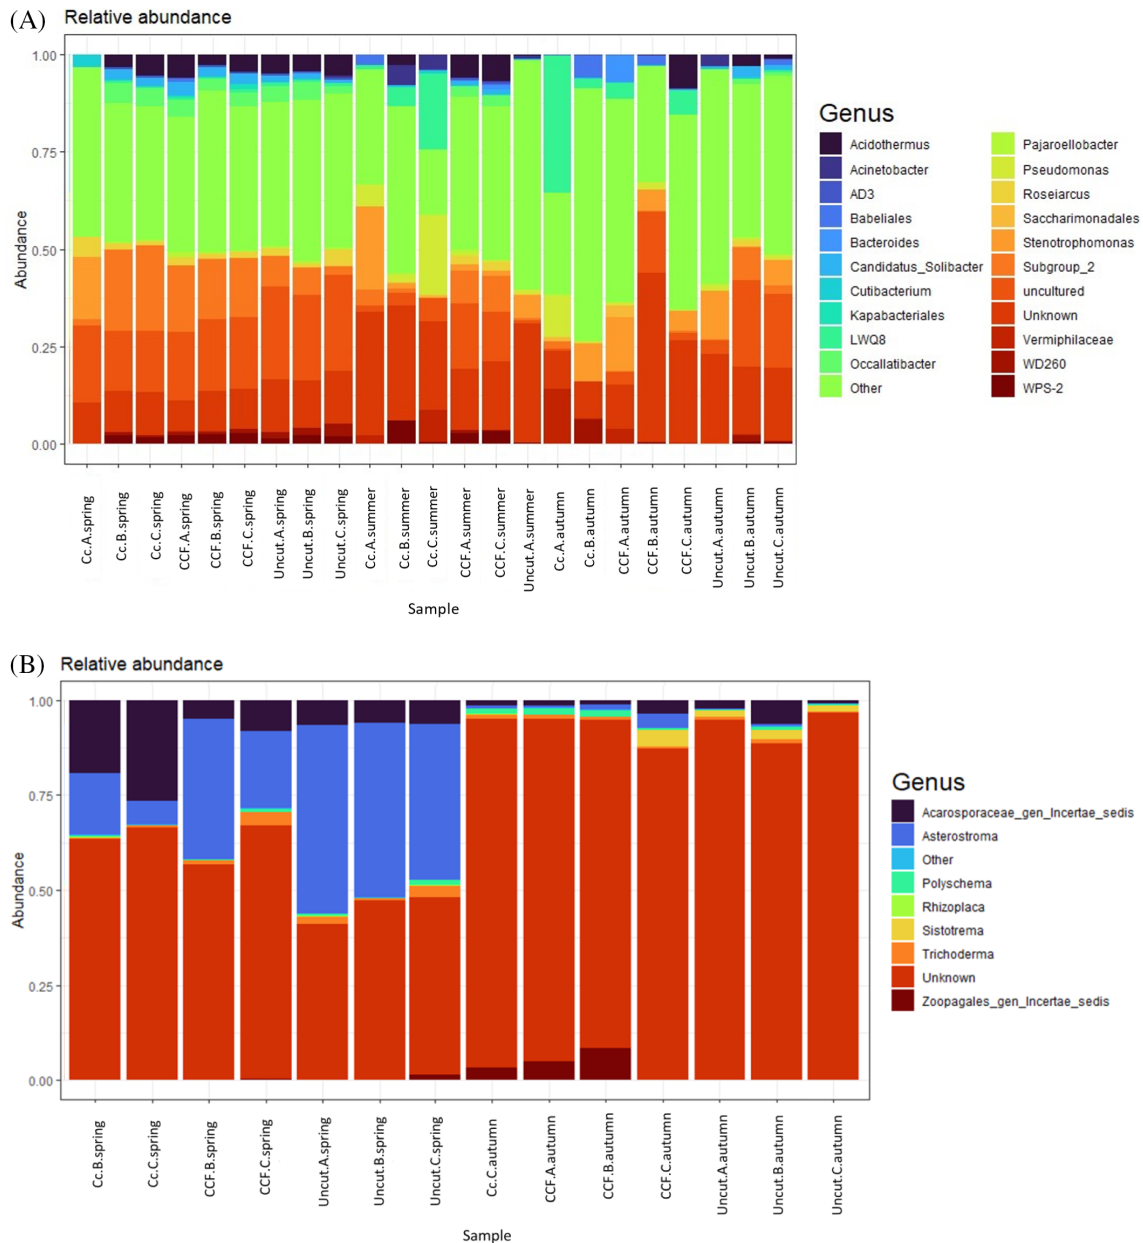 (A) Relative abundance
1.00
0.75
0.50
0.25
0.00
Abundance
Cc.A.spring
Cc.B.spring
Cc.C.spring
CCF.A.spring
CCF.B.spring
CCF.C.spring
Uncut.A.spring
Uncut.B.spring
Uncut.C.spring
Cc.A.summer
Cc.B.summer
Cc.C.summer
CCF.A.summer
CCF.C.summer
Uncut.A.summer
Cc.A.autumn
Cc.B.autumn
CCF.A.autumn
CCF.B.autumn
CCF.C.autumn
Uncut.A.autumn
Uncut.B.autumn
Uncut.C.autumn
Sample
Genus
Acidothermus
Acinetobacter
AD3
Babeliales
Bacteroides
Candidatus_Solibacter
Cutibacterium
Kapabacteriales
LWQ8
Occallatibacter
Other
Pajaroellobacter
Pseudomonas
Roseiarcus
Saccharimonadales
Stenotrophomonas
Subgroup_2
uncultured
Unknown
Vermiphilaceae
WD260
WPS-2
(B) Relative abundance
1.00
0.75
0.50
0.25
0.00
Abundance
Cc.B.spring
Cc.C.spring
CCF.B.spring
CCF.C.spring
Uncut.A.spring
Uncut.B.spring
Uncut.C.spring
Cc.C.autumn
CCF.A.autumn
CCF.B.autumn
CCF.C.autumn
Uncut.A.autumn
Uncut.B.autumn
Uncut.C.autumn
Sample
Genus
Acarosporaceae_gen_Incertae_sedis
Asterostroma
Other
Polyschema
Rhizoplaca
Sistotrema
Trichoderma
Unknown
Zoopagales_gen_Incertae_sedis